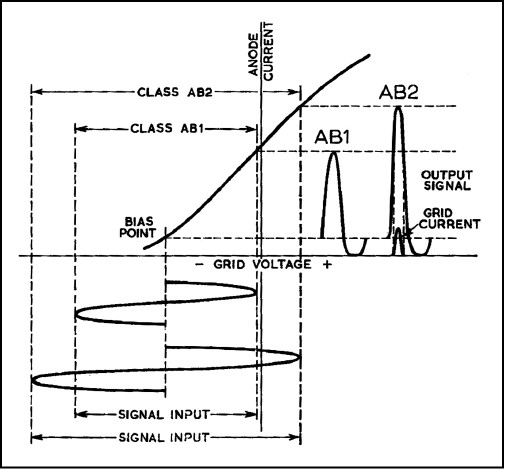 ANODE
CURRENT
CLASS AB2
AB2
CLASS AB1
AB1
OUTPUT
SIGNAL
BIAS
POINT
GRID
CURRENT
- GRID VOLTAGE +
SIGNAL INPUT
SIGNAL INPUT